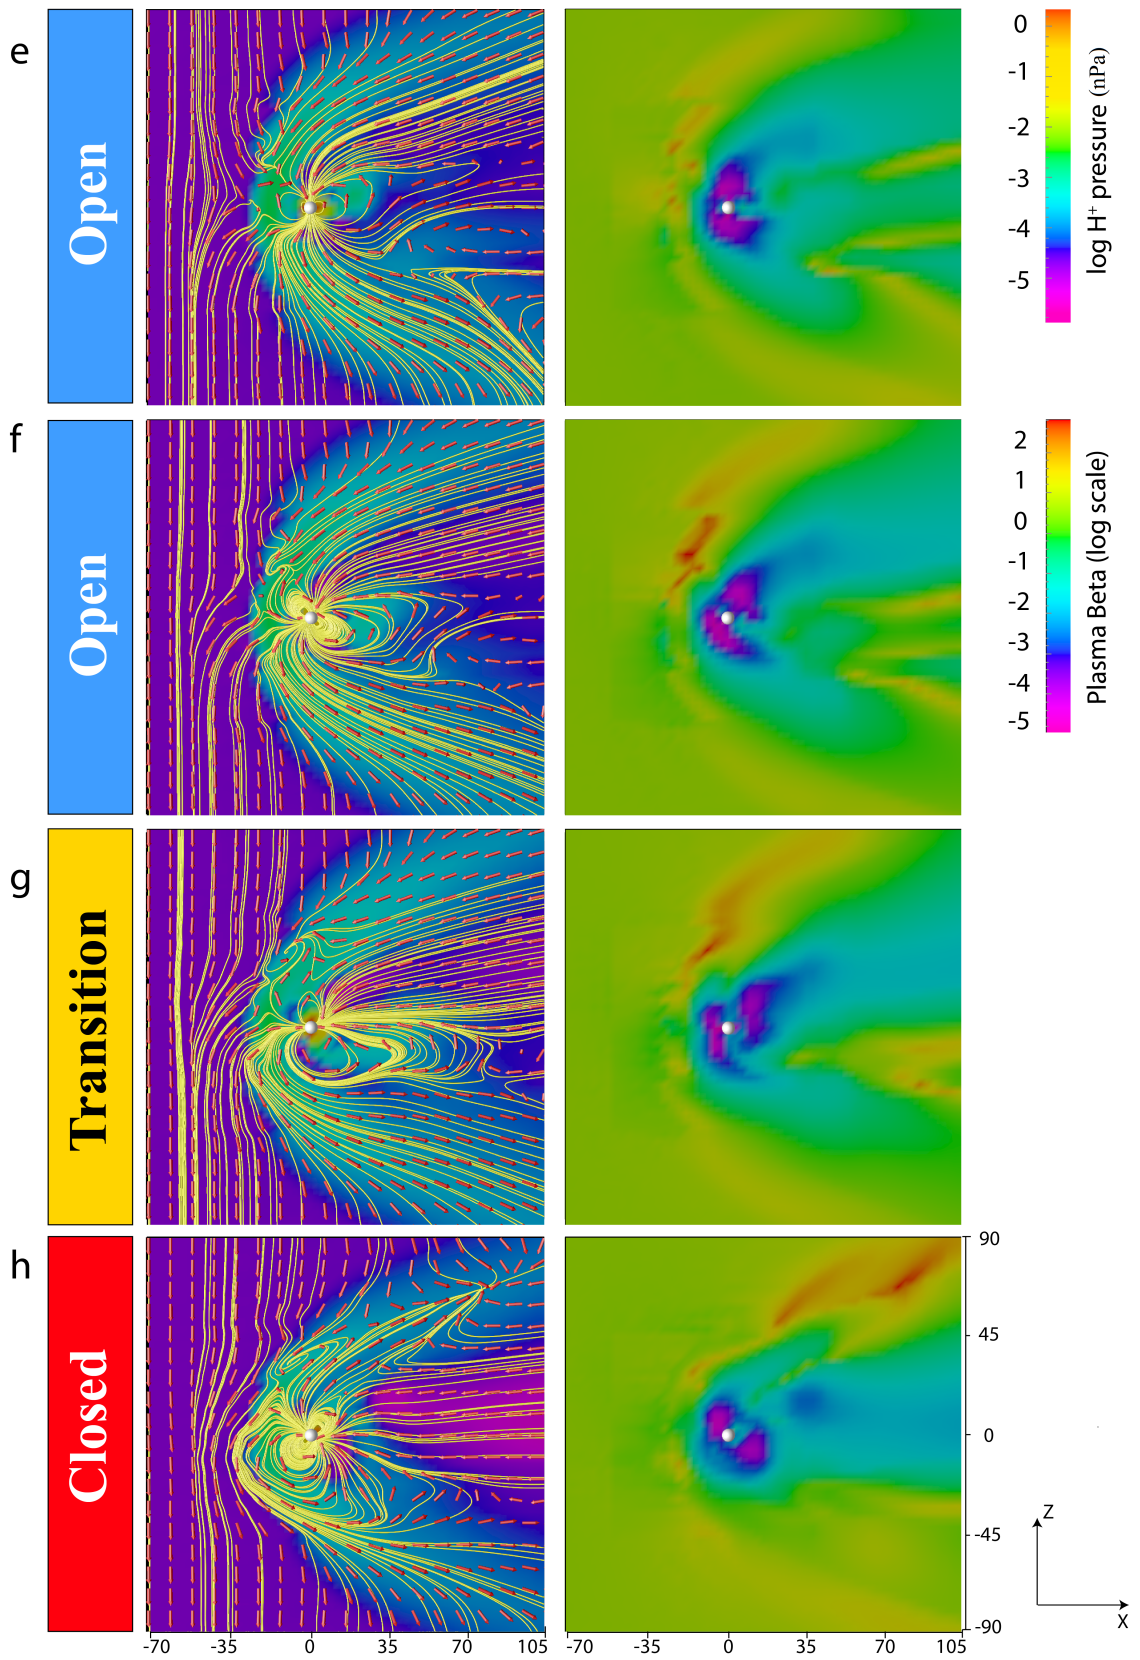 e
Open
0
-1
-2
-3
-4
-5
log H⁺ pressure (nPa)
f
Open
2
1
0
-1
-2
-3
-4
-5
Plasma Beta (log scale)
g
Transition
h
Closed
90
45
0
-45
-90
Z
X
-70 -35 0 35 70 105
-70 -35 0 35 70 105